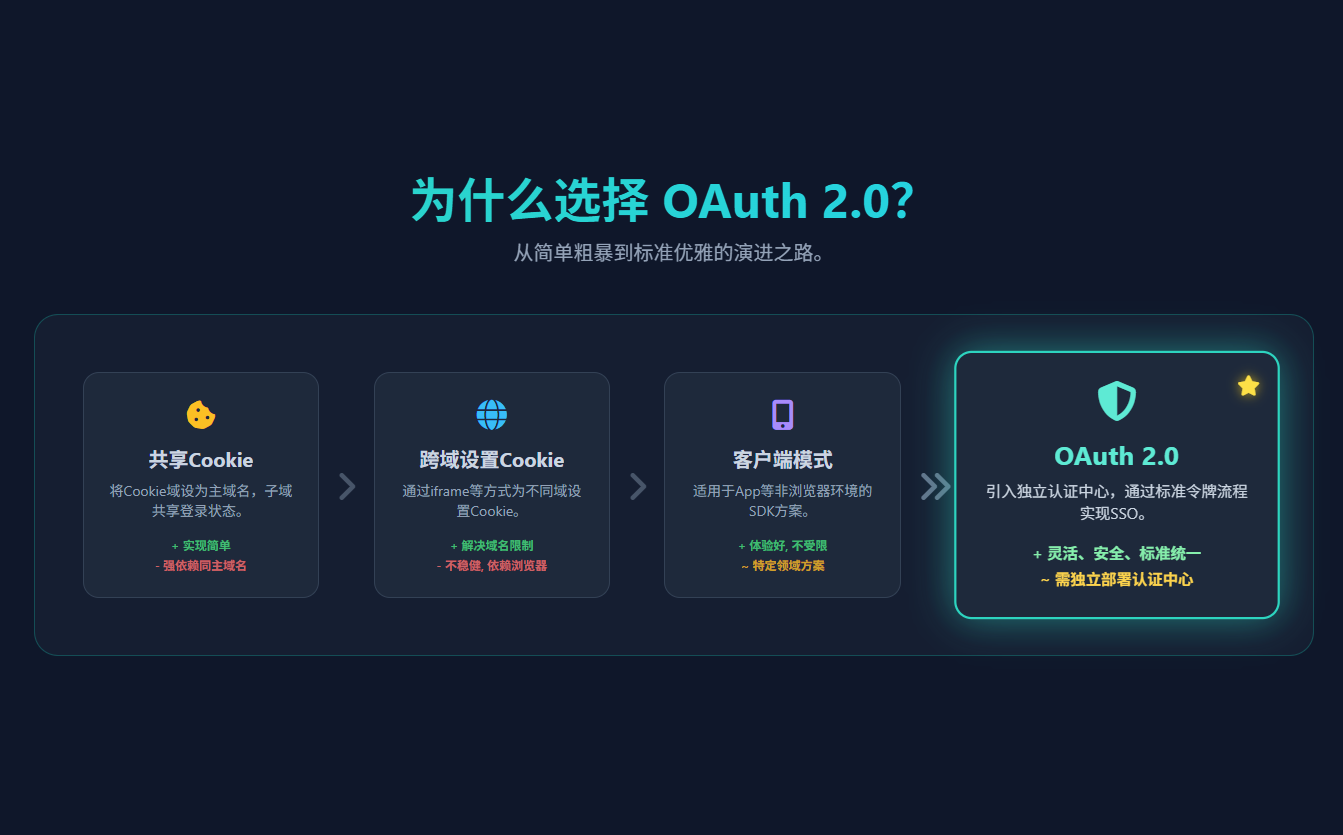 为什么选择 OAuth 2.0?
从简单粗暴到标准优雅的演进之路。
共享Cookie
将Cookie域设为主域名，子域
共享登录状态。
+ 实现简单
- 强依赖同主域名
跨域设置Cookie
通过iframe等方式为不同域设
置Cookie。
+ 解决域名限制
- 不稳健, 依赖浏览器
客户端模式
适用于App等非浏览器环境的
SDK方案。
+ 体验好, 不受限
~ 特定领域方案
OAuth 2.0
引入独立认证中心，通过标准令牌流程
实现SSO。
+ 灵活、安全、标准统一
~ 需独立部署认证中心